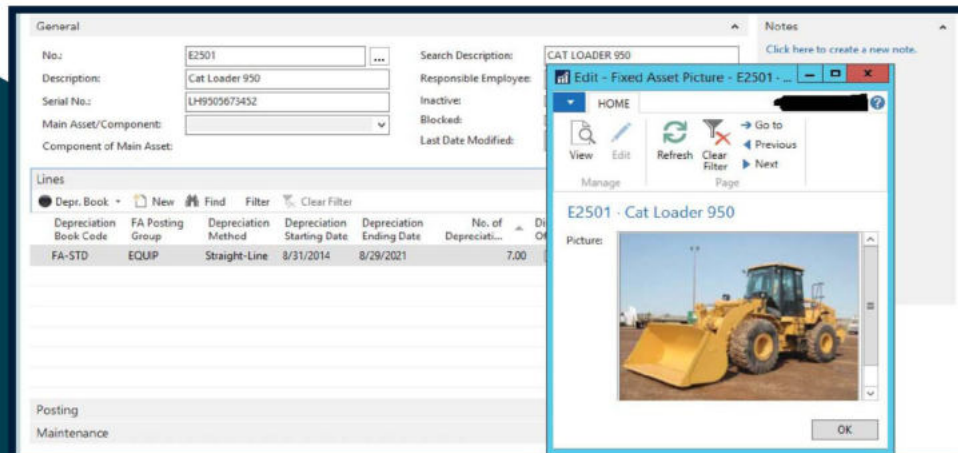 General
No.: E2501 ... Search Description: CAT LOADER 950
Description: Cat Loader 950 Responsible Employee:
Serial No.: LH9505673452 Inactive:
Main Asset/Component: Blocked:
Component of Main Asset: Last Date Modified:
Notes
Click here to create a new note.
Lines
Depr. Book New Find Filter Clear Filter
Depreciation Book Code FA Posting Group Depreciation Method Depreciation Starting Date Depreciation Ending Date No. of Depreciati... Di Of
FA-STD EQUIP Straight-Line 8/31/2014 8/29/2021 7.00
Posting
Maintenance
Edit - Fixed Asset Picture - E2501 · ...
HOME
View Edit Refresh Clear Filter Go to
Previous
Next
Manage Page
E2501 · Cat Loader 950
Picture:
OK